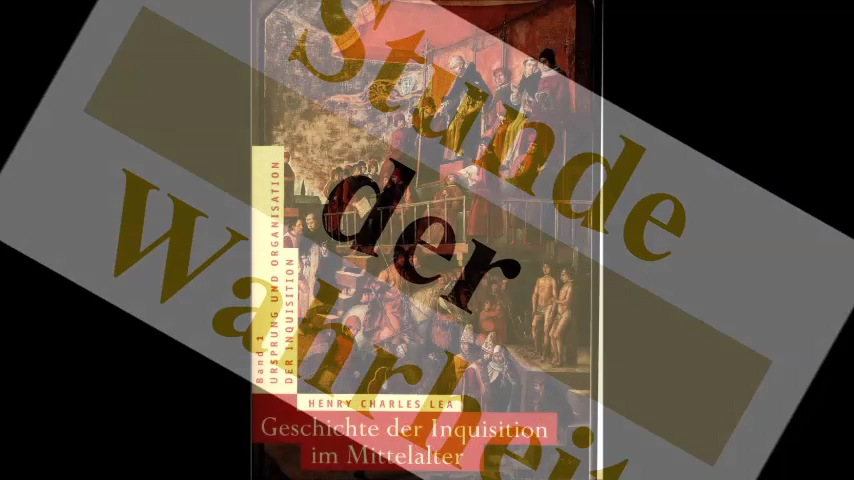 Stunde
der
Wahrheit
Band 1
URSPRUNG UND ORGANISATION
DER INQUISITION
HENRY CHARLES LEA
Geschichte der Inquisition
im Mittelalter